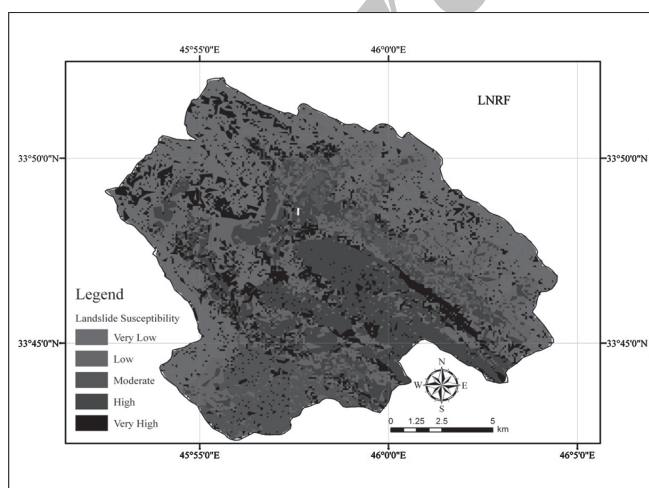 45°55'0"E 46°0'0"E
LNRF
33°50'0"N 33°50'0"N
Legend
Landslide Susceptibility
Very Low
Low
Moderate
High
Very High
33°45'0"N 33°45'0"N
N
W E
S
0 1.25 2.5 5
km
45°55'0"E 46°0'0"E 46°5'0"E